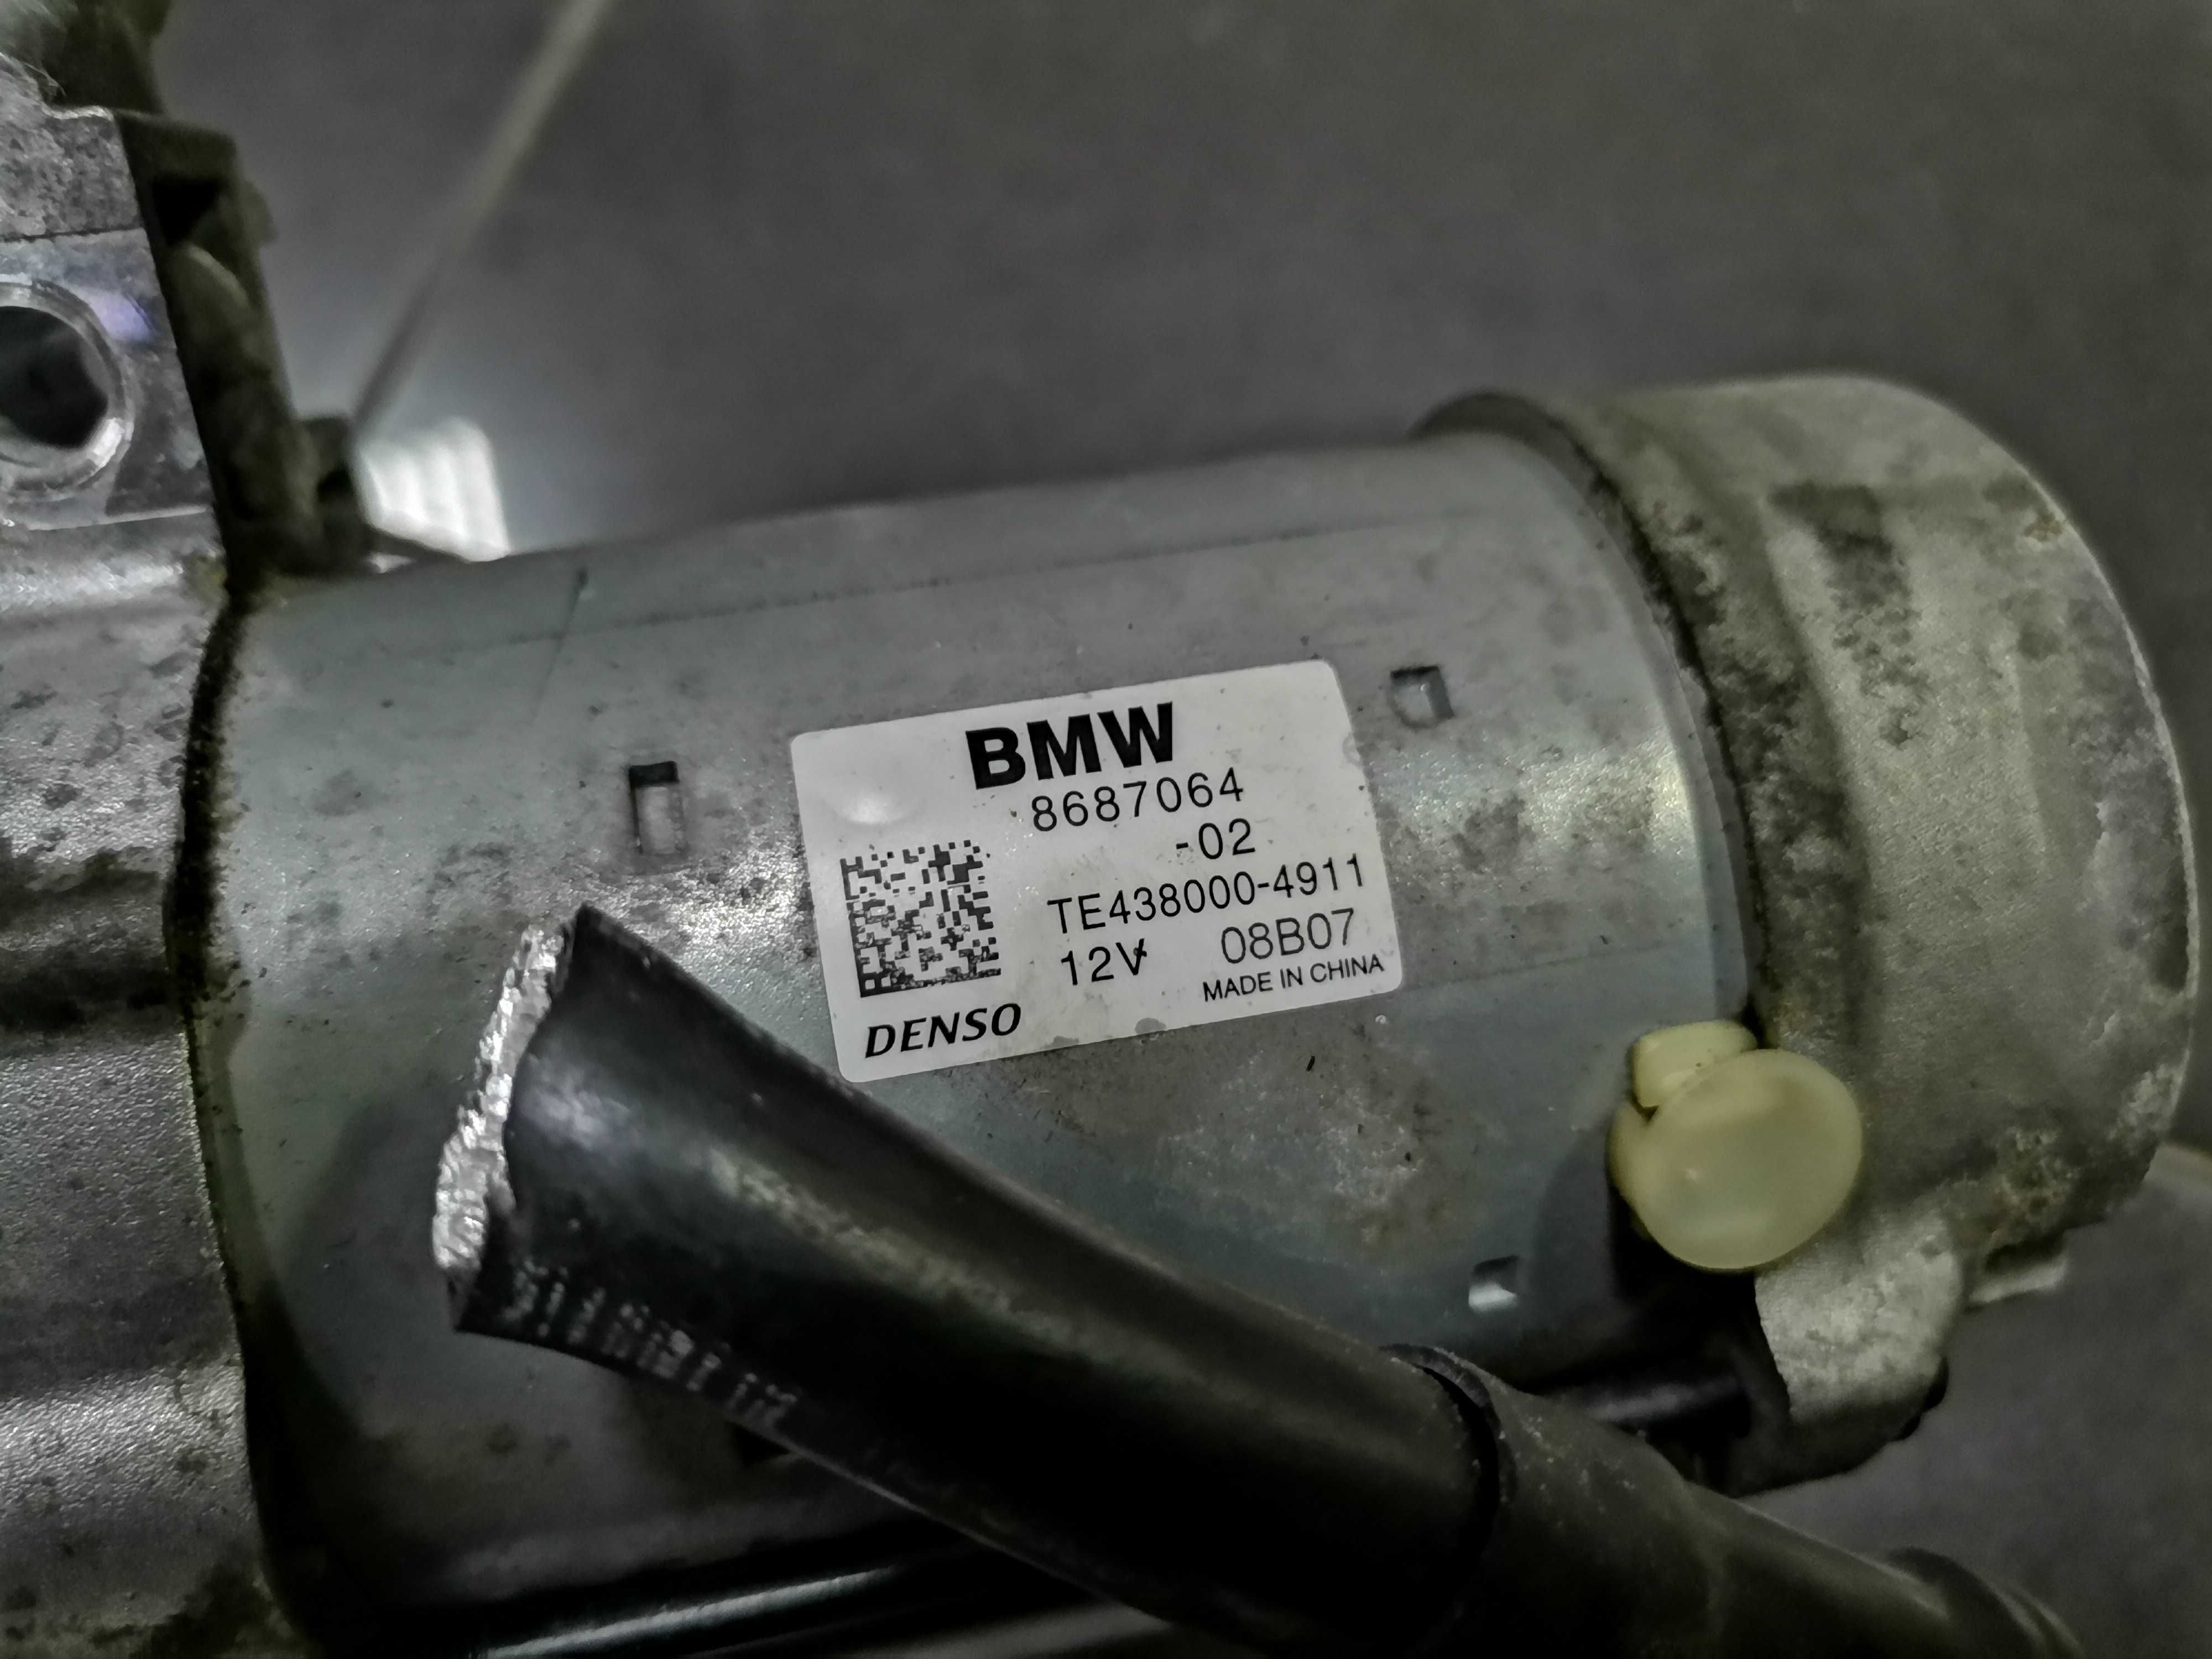 BMW
8687064
-02
TE438000-4911
12V 08B07
MADE IN CHINA
DENSO